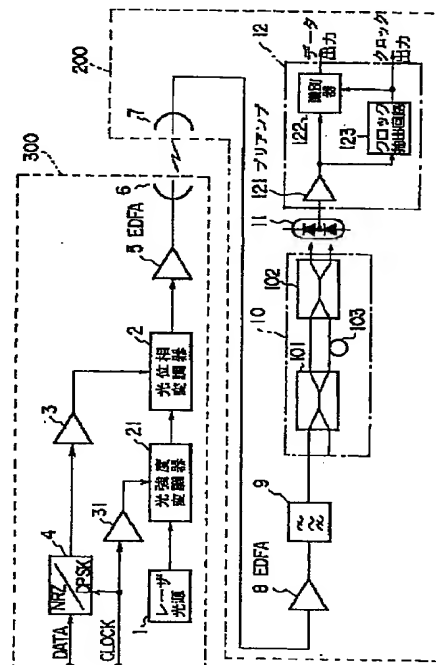 300
DATA
NRZ
DPSK
4
3
CLOCK
31
レーザ
光源
1
光強度
変調器
21
光位相
変調器
2
5 EDFA
6
7
200
8 EDFA
9
10
101
102
103
11
12
121 プリアンプ
識別
器
122
クロック
抽出回路
123
データ
出力
クロック
出力